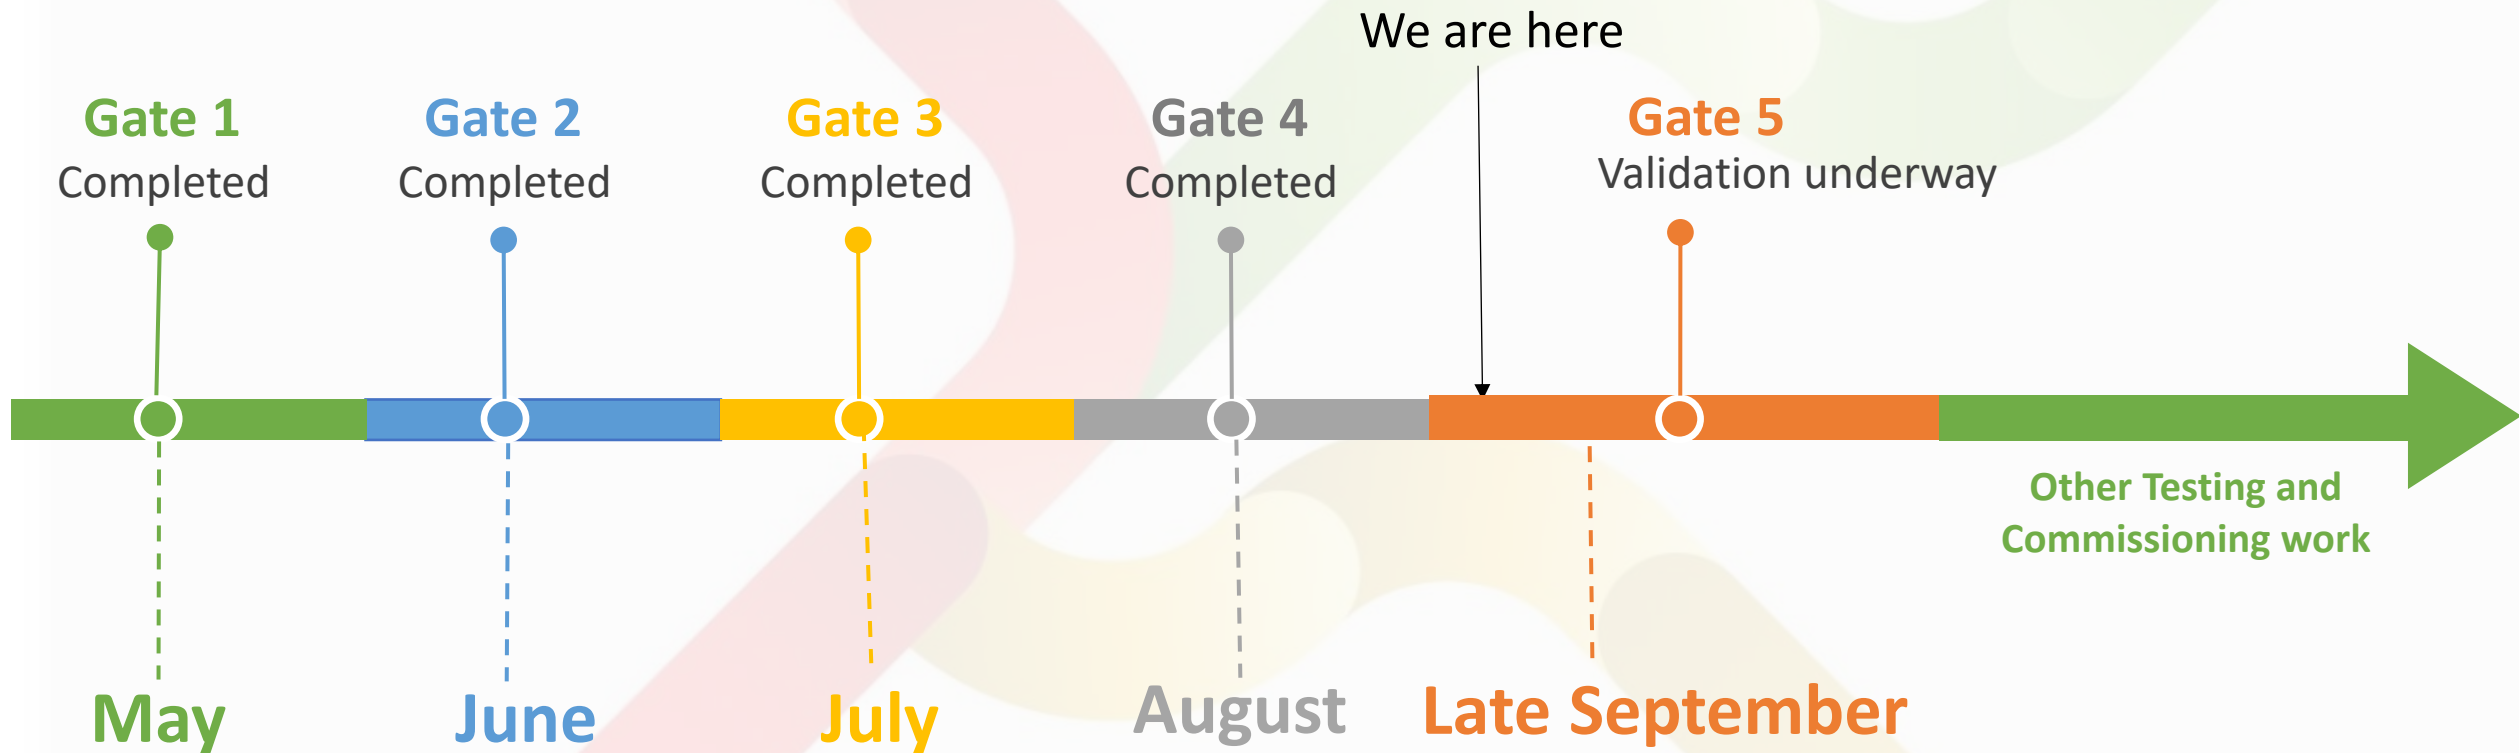 We are here
Gate 1
Completed
Gate 2
Completed
Gate 3
Completed
Gate 4
Completed
Gate 5
Validation underway
Other Testing and
Commissioning work
May
June
July
August
Late September